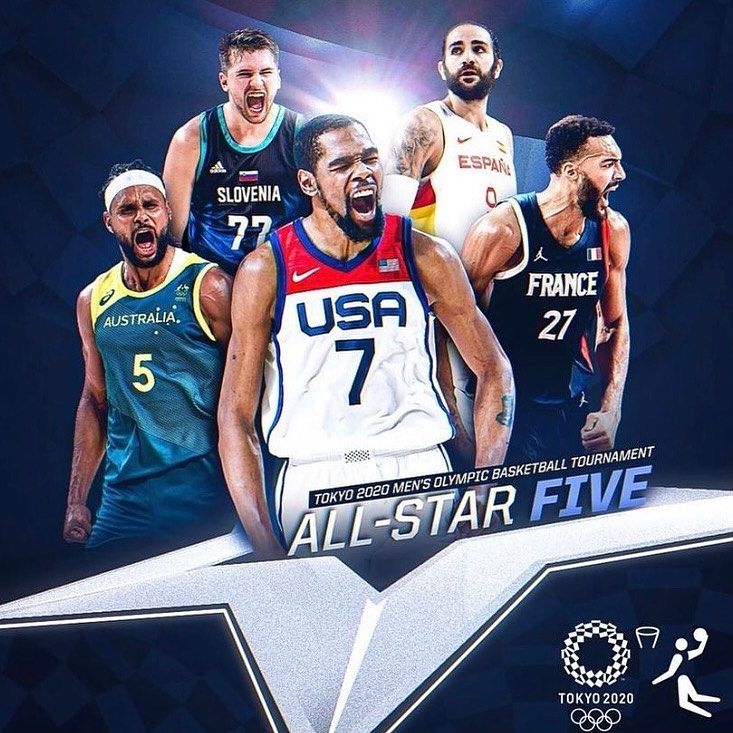 SLOVENIA
77
ESPAÑA
9
AUSTRALIA
5
USA
7
FRANCE
27
TOKYO 2020 MEN'S OLYMPIC BASKETBALL TOURNAMENT
ALL-STAR FIVE
TOKYO 2020